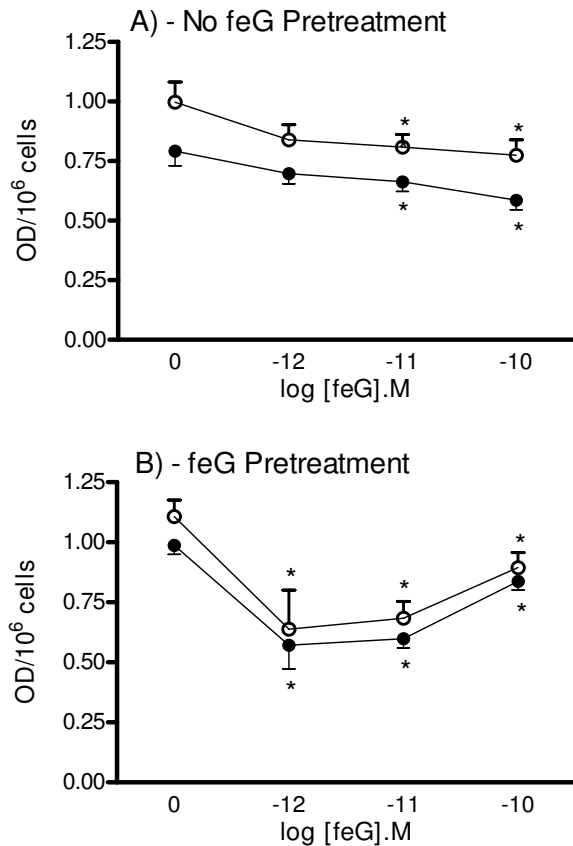 A) - No feG Pretreatment
1.25
1.00
0.75
0.50
0.25
0.00
OD/10⁶ cells
* *
* *
0 -12 -11 -10
log [feG].M
B) - feG Pretreatment
1.25
1.00
0.75
0.50
0.25
0.00
OD/10⁶ cells
* * *
* * *
0 -12 -11 -10
log [feG].M